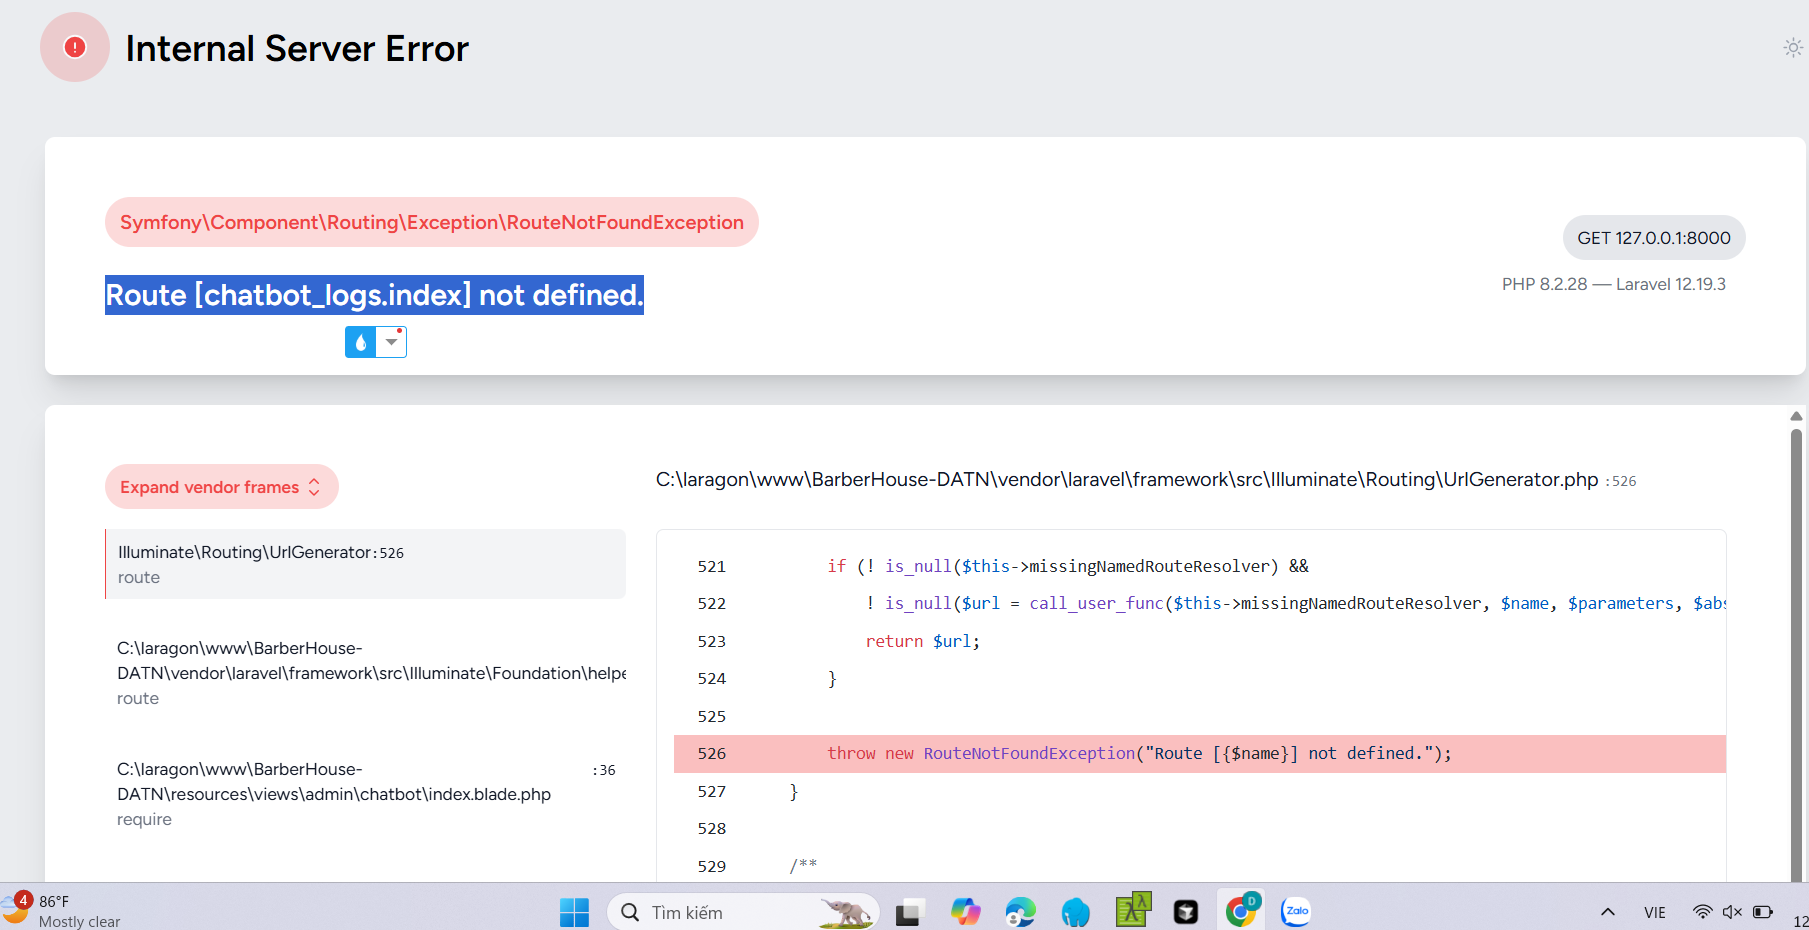 Internal Server Error
Symfony\Component\Routing\Exception\RouteNotFoundException
GET 127.0.0.1:8000
Route [chatbot_logs.index] not defined.
PHP 8.2.28 — Laravel 12.19.3
Expand vendor frames
C:\laragon\www\BarberHouse-DATN\vendor\laravel\framework\src\Illuminate\Routing\UrlGenerator.php :526
Illuminate\Routing\UrlGenerator:526
route
C:\laragon\www\BarberHouse-
DATN\vendor\laravel\framework\src\Illuminate\Foundation\helpe
route
C:\laragon\www\BarberHouse- :36
DATN\resources\views\admin\chatbot\index.blade.php
require
521 if (! is_null($this->missingNamedRouteResolver) &&
522 ! is_null($url = call_user_func($this->missingNamedRouteResolver, $name, $parameters, $abs
523 return $url;
524 }
525
526 throw new RouteNotFoundException("Route [{$name}] not defined.");
527 }
528
529 /**
4
86°F
Mostly clear
Tìm kiếm
λ λ
D
Zalo
VIE
12